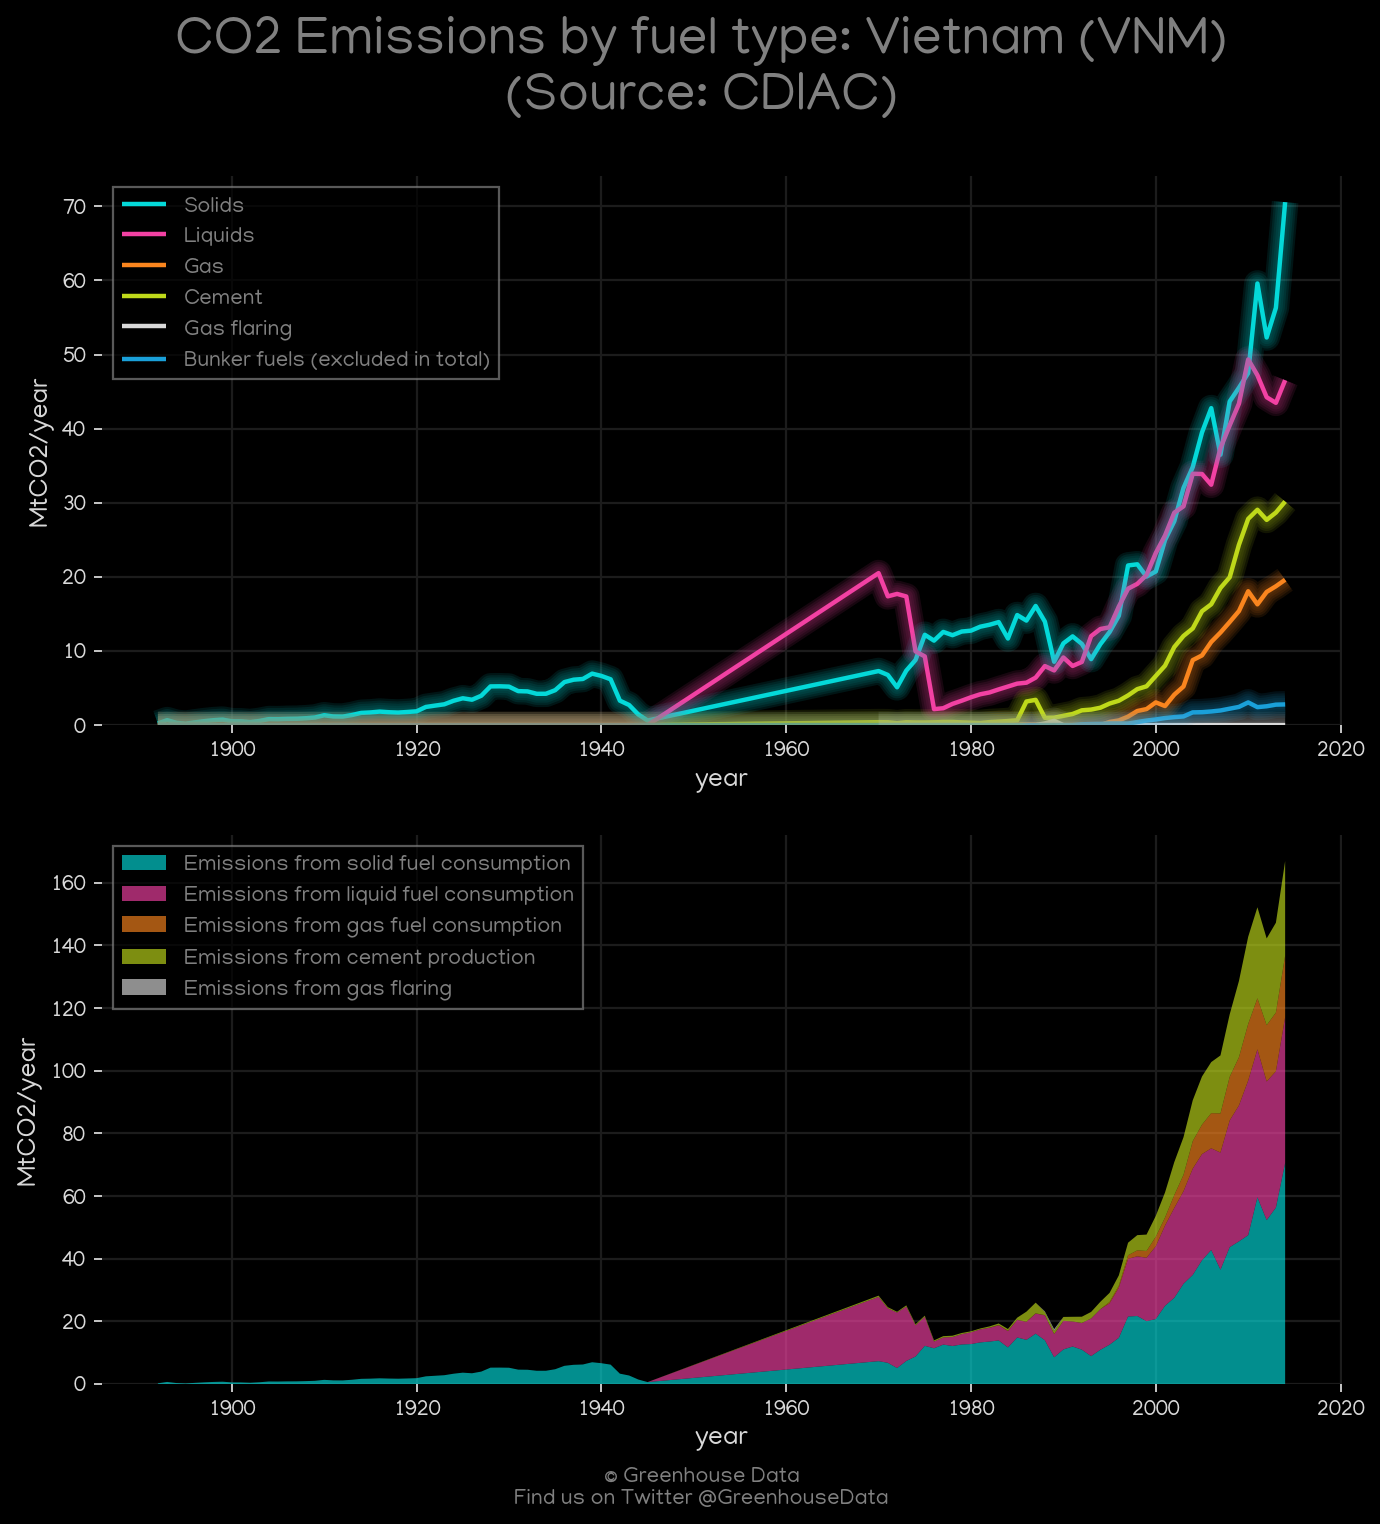 CO2 Emissions by fuel type: Vietnam (VNM)
(Source: CDIAC)
Solids
Liquids
Gas
Cement
Gas flaring
Bunker fuels (excluded in total)
MtCO2/year
70
60
50
40
30
20
10
0
1900 1920 1940 1960 1980 2000 2020
year
Emissions from solid fuel consumption
Emissions from liquid fuel consumption
Emissions from gas fuel consumption
Emissions from cement production
Emissions from gas flaring
MtCO2/year
160
140
120
100
80
60
40
20
0
1900 1920 1940 1960 1980 2000 2020
year
© Greenhouse Data
Find us on Twitter @GreenhouseData